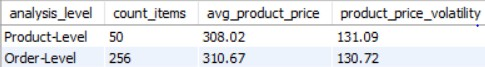 analysis_level count_items avg_product_price product_price_volatility
Product-Level 50 308.02 131.09
Order-Level 256 310.67 130.72